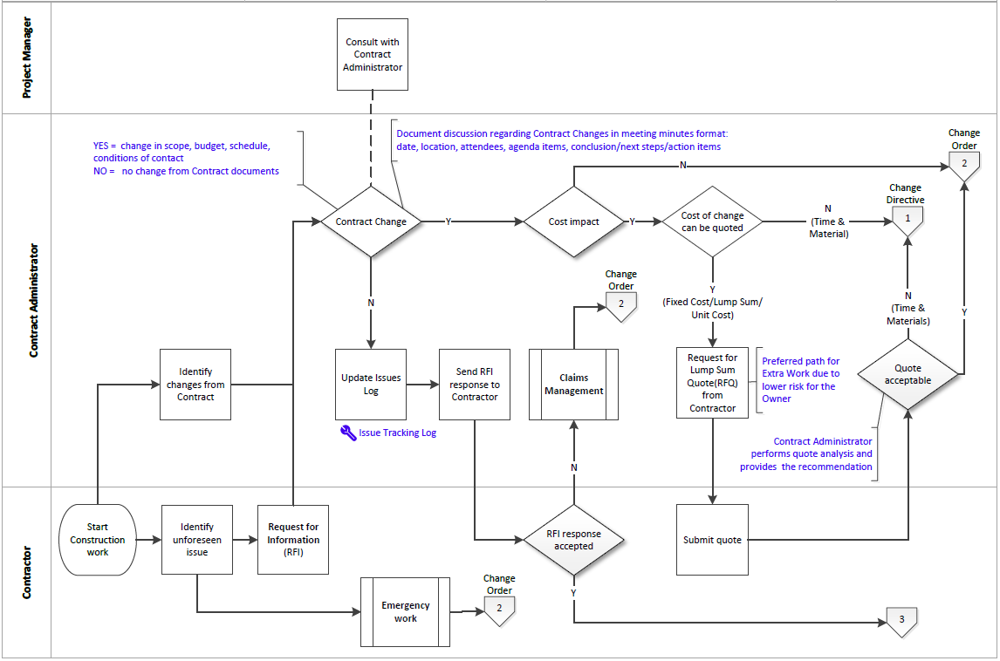 Project Manager
Consult with
Contract
Administrator
Contract Administrator
YES = change in scope, budget, schedule,
conditions of contact
NO = no change from Contract documents
Document discussion regarding Contract Changes in meeting minutes format:
date, location, attendees, agenda items, conclusion/next steps/action items
Change
Order
2
N
Contract Change
Y
Cost impact
Y
Cost of change
can be quoted
N
(Time &
Material)
Change
Directive
1
N
Y
(Fixed Cost/Lump Sum/
Unit Cost)
Change
Order
2
N
(Time &
Materials)
Y
Identify
changes from
Contract
Update Issues
Log
Issue Tracking Log
Send RFI
response to
Contractor
Claims
Management
Request for
Lump Sum
Quote(RFQ)
from
Contractor
Preferred path for
Extra Work due to
lower risk for the
Owner
Quote
acceptable
Contract Administrator
performs quote analysis and
provides the recommendation
N
Contractor
Start
Construction
work
Identify
unforeseen
issue
Request for
Information
(RFI)
RFI response
accepted
Submit quote
Y
Emergency
work
Change
Order
2
3